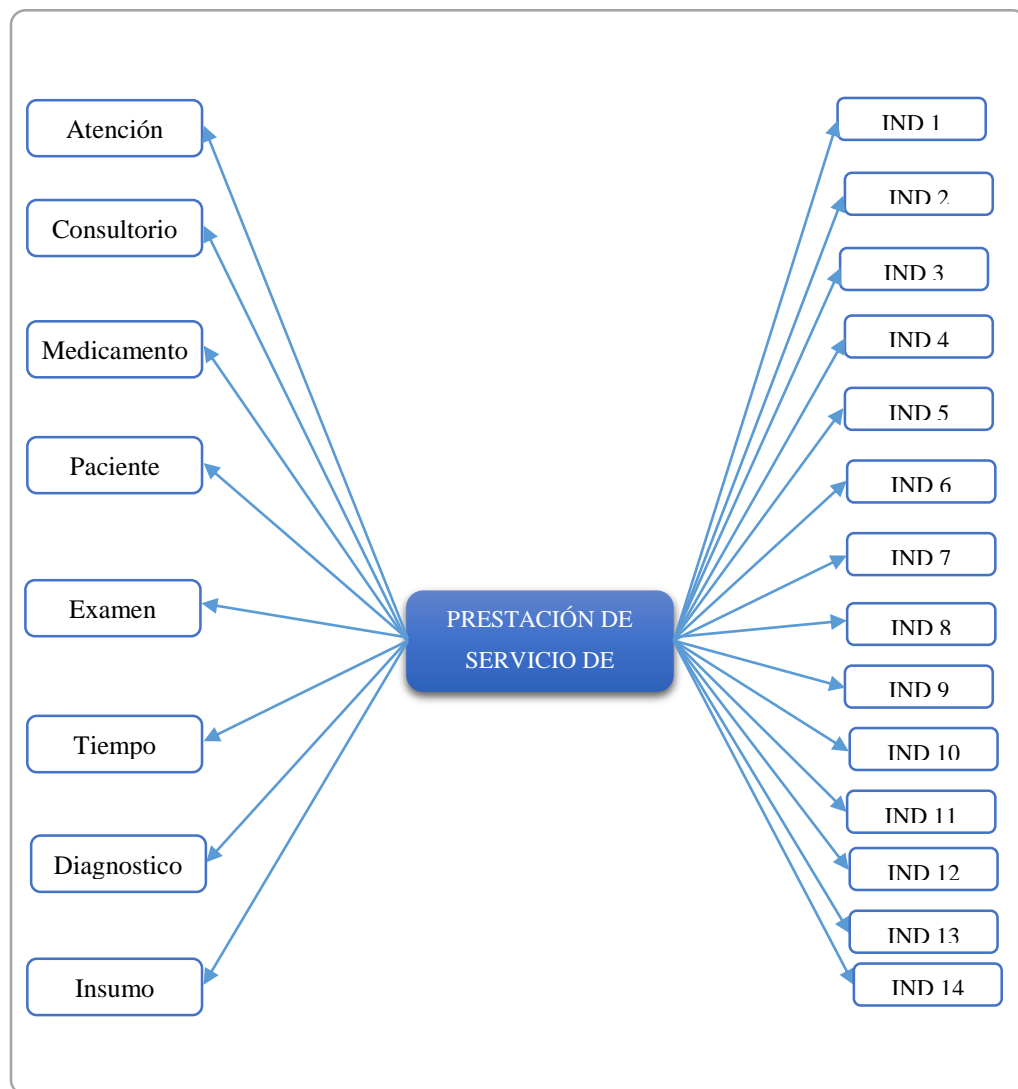 Atención
Consultorio
Medicamento
Paciente
Examen
Tiempo
Diagnostico
Insumo
PRESTACIÓN DE
SERVICIO DE
IND 1
IND 2
IND 3
IND 4
IND 5
IND 6
IND 7
IND 8
IND 9
IND 10
IND 11
IND 12
IND 13
IND 14